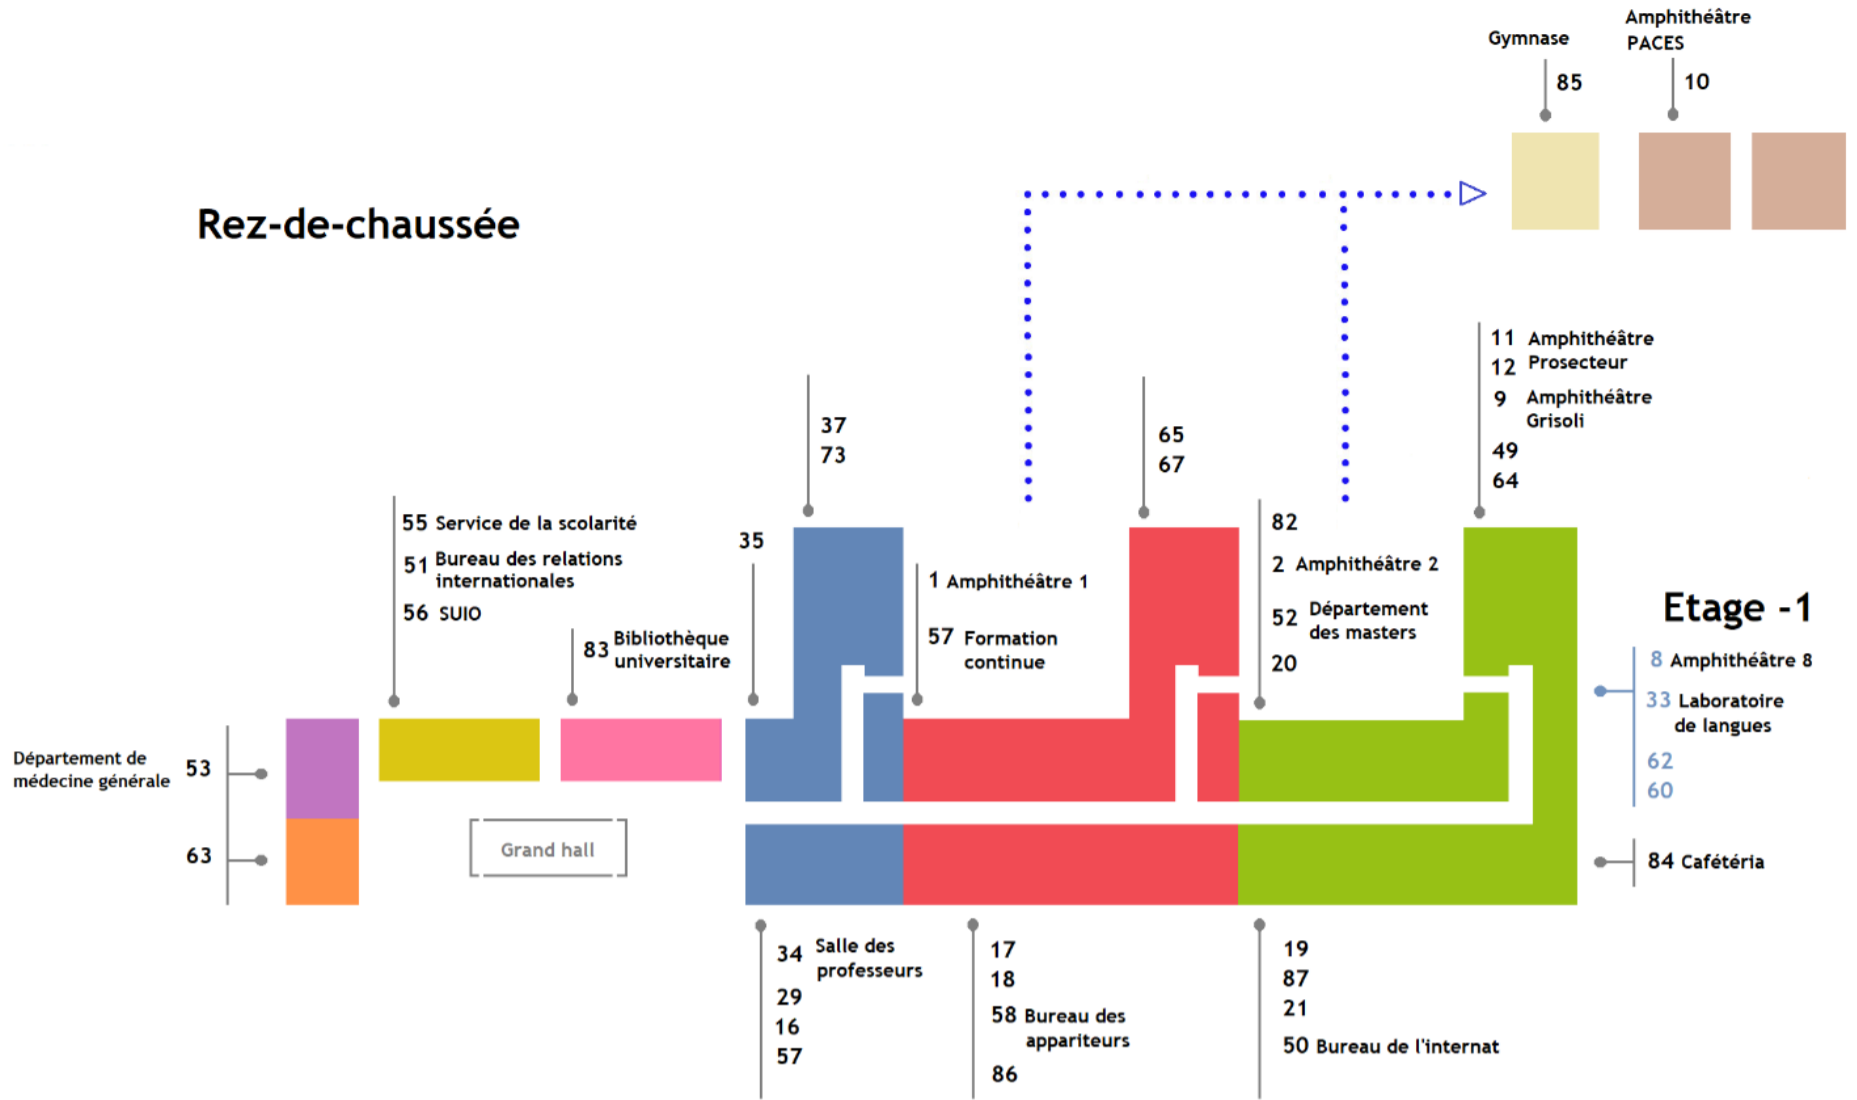 Amphithéâtre
PACES
Gymnase
10
85
Rez-de-chaussée
11 Amphithéâtre
12 Prosecteur
9 Amphithéâtre
Grisoli
49
64
37
73
65
67
55 Service de la scolarité
51 Bureau des relations
internationales
56 SUIO
83 Bibliothèque
universitaire
35
1 Amphithéâtre 1
57 Formation
continue
82
2 Amphithéâtre 2
52 Département
des masters
20
Etage -1
8 Amphithéâtre 8
33 Laboratoire
de langues
62
60
84 Cafétéria
Département de
médecine générale 53
63
Grand hall
34 Salle des
professeurs
29
16
57
17
18
58 Bureau des
appariteurs
86
19
87
21
50 Bureau de l'internat